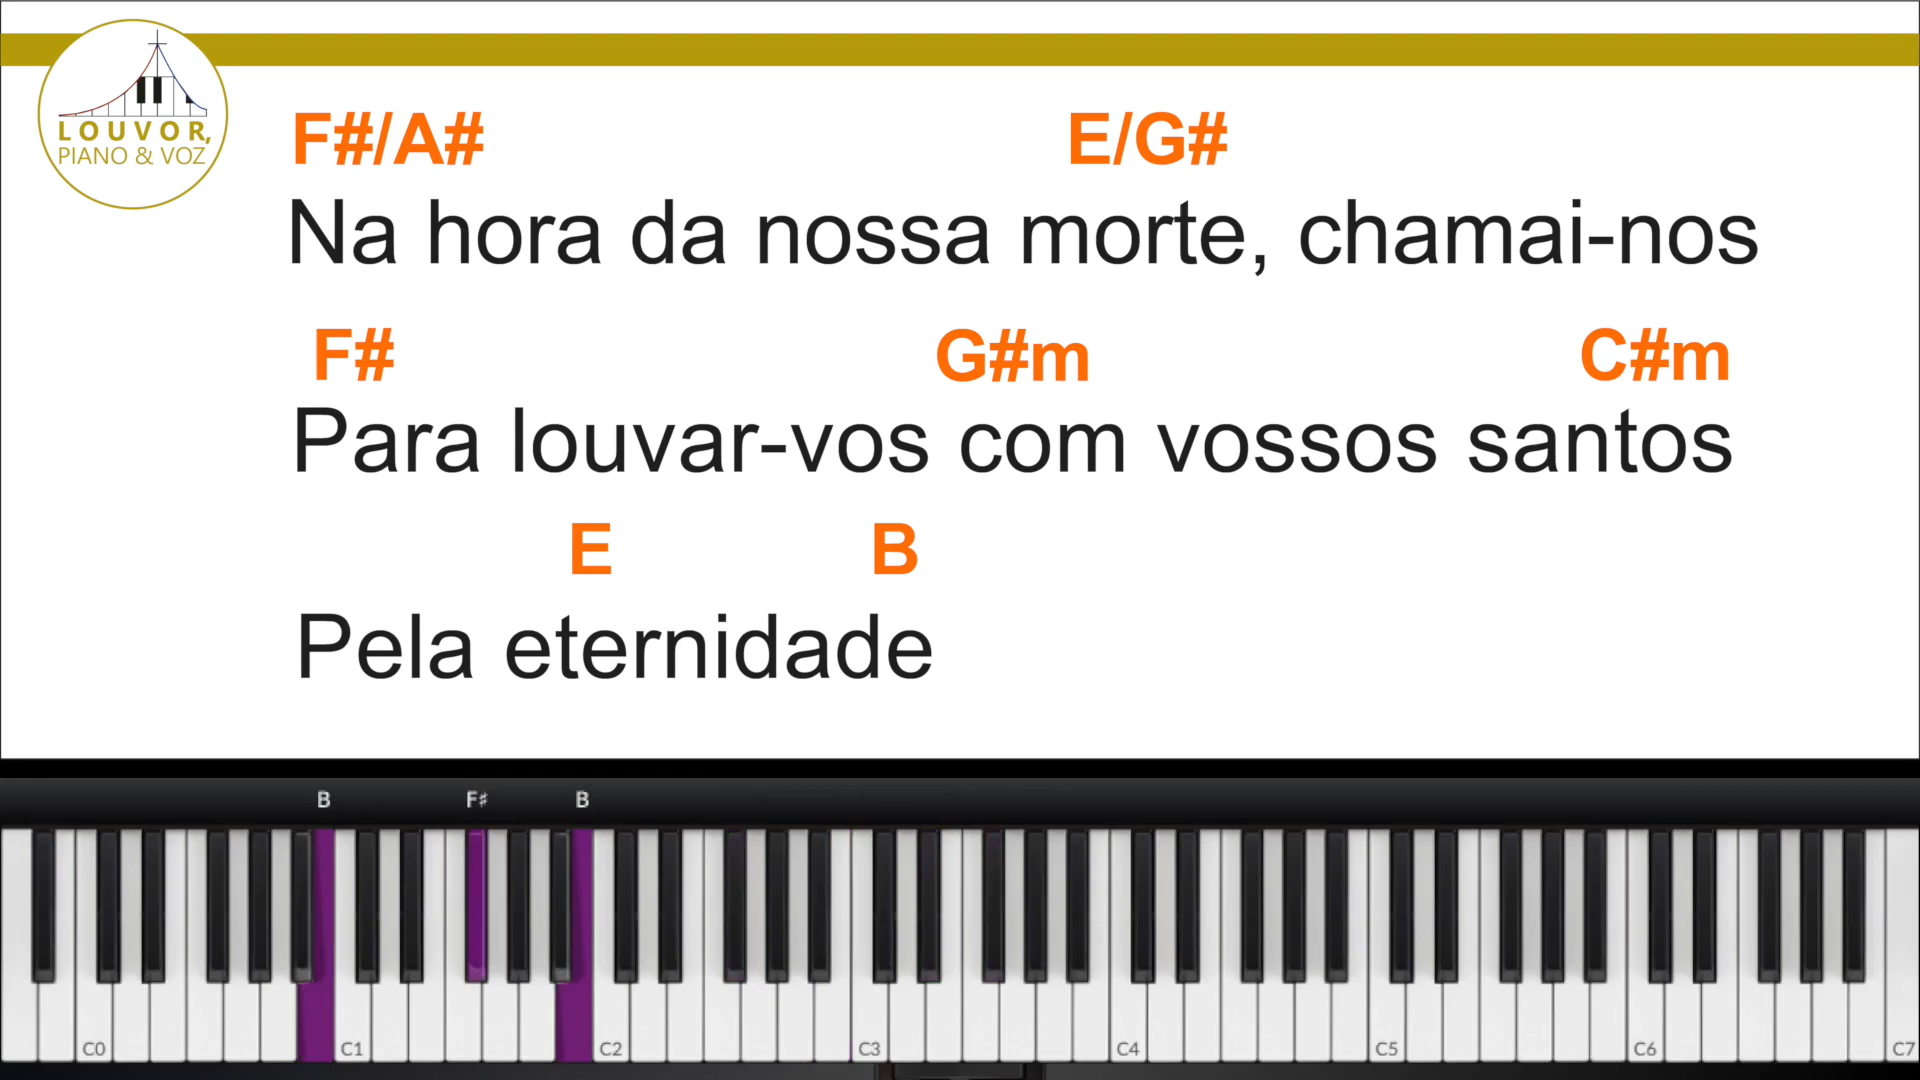 LOUVOR,
PIANO & VOZ
F#/A# E/G#
Na hora da nossa morte, chamai-nos
F# G#m C#m
Para louvar-vos com vossos santos
E B
Pela eternidade
B F# B
C0 C1 C2 C3 C4 C5 C6 C7